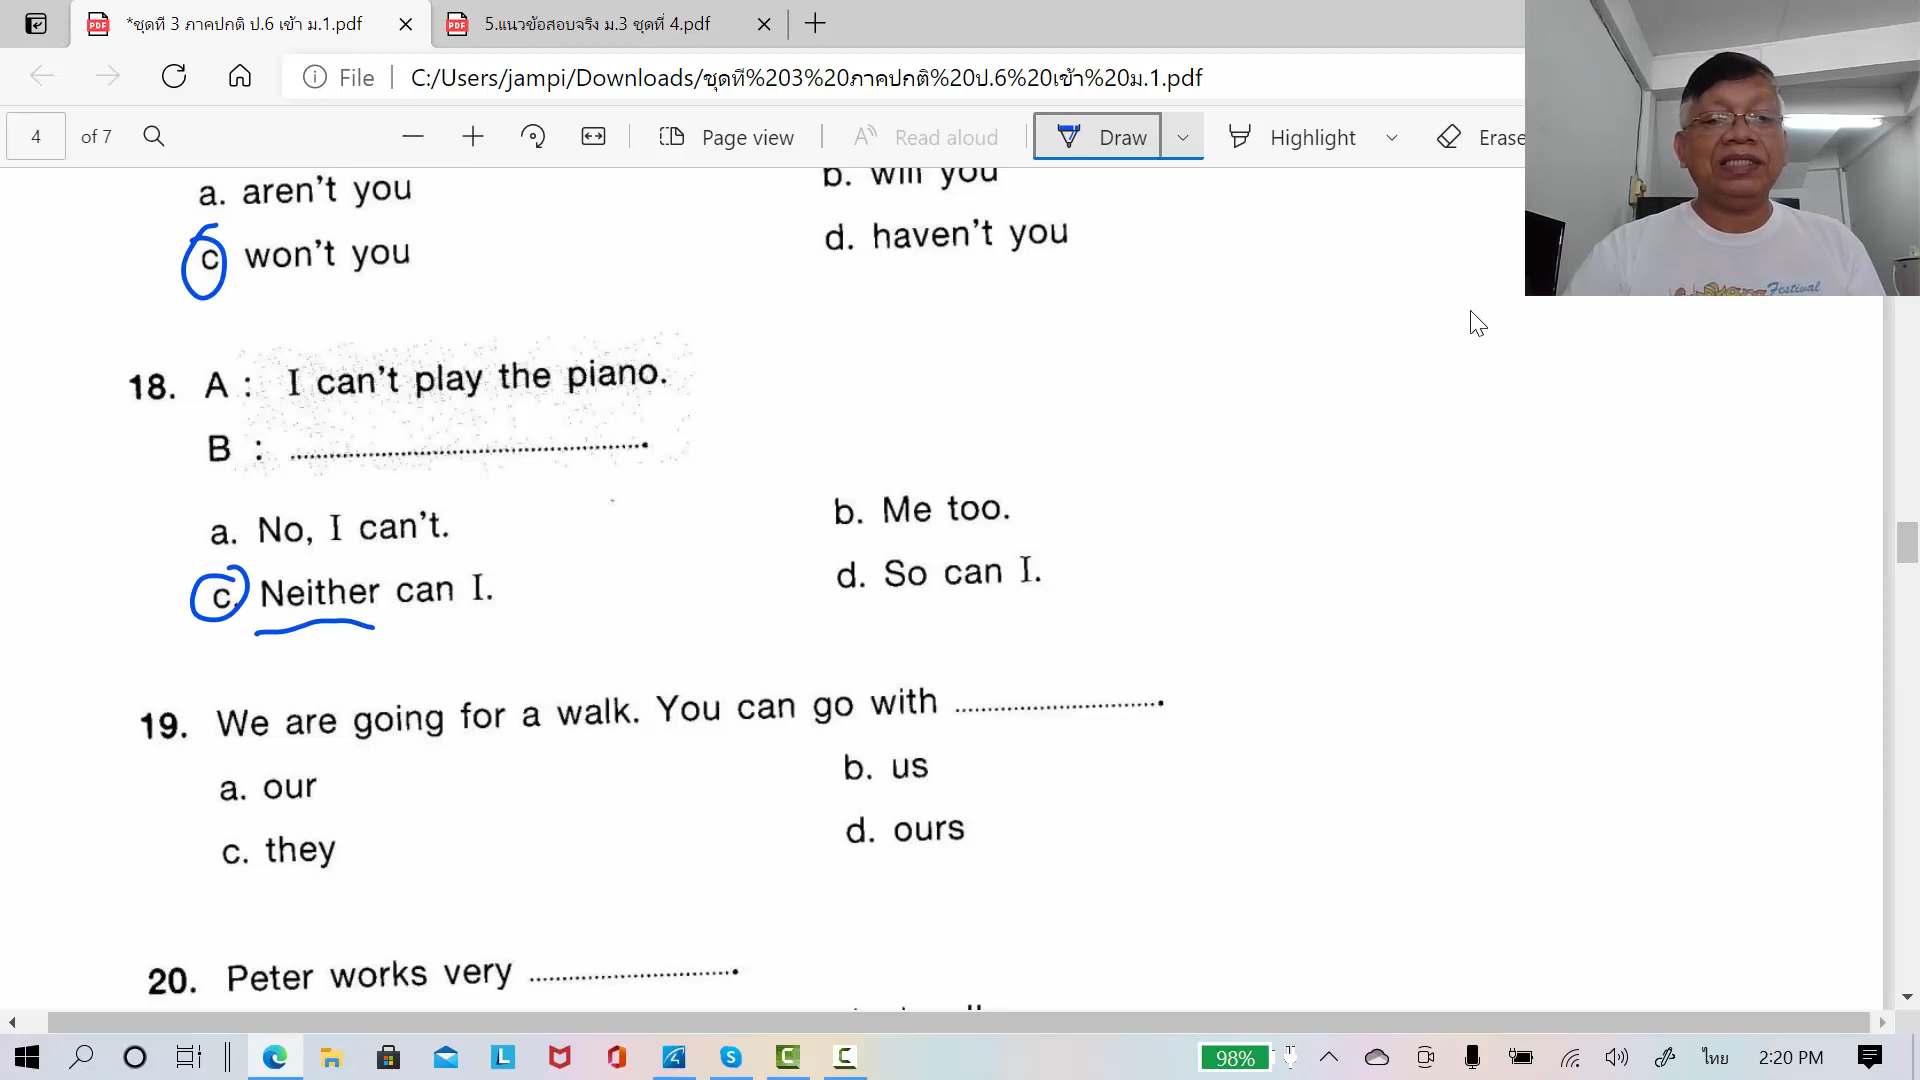 *ชุดที่ 3 ภาคปกติ ป.6 เข้า ม.1.pdf
5.แนวข้อสอบจริง ม.3 ชุดที่ 4.pdf
File C:/Users/jampi/Downloads/ชุดที่%203%20ภาคปกติ%20ป.6%20เข้า%20ม.1.pdf
4 of 7 Page view Read aloud Draw Highlight Erase
a. aren't you b. will you
c won't you d. haven't you
18. A : I can't play the piano.
B : ....................................
a. No, I can't. b. Me too.
c. Neither can I. d. So can I.
19. We are going for a walk. You can go with ....................
a. our b. us
c. they d. ours
20. Peter works very ....................
Festival
98% ไทย 2:20 PM